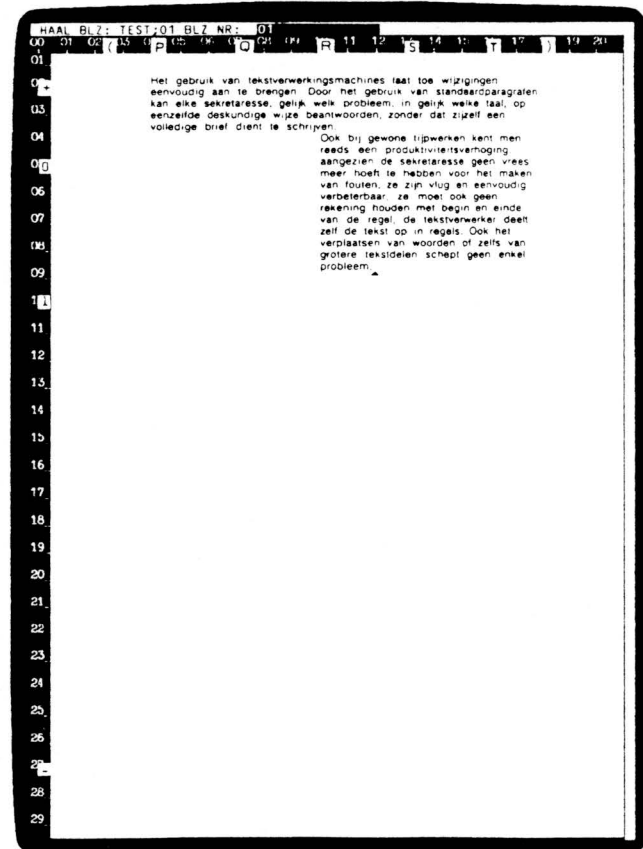 HAAL BLZ: TEST;01 BLZ NR: 01
00 01 02 ( P Q 09 R 11 12 S 14 T 17 ) 19 20
01
Het gebruik van tekstverwerkingsmachines laat toe wijzigingen
+ eenvoudig aan te brengen. Door het gebruik van standaardparagrafen
03 kan elke sekretaresse, gelijk welk probleem, in gelijk welke taal, op
eenzelfde deskundige wijze beantwoorden, zonder dat zijzelf een
volledige brief dient te schrijven.
04 Ook bij gewone tijpwerken kent men
reeds een produktiviteitsverhoging
0 aangezien de sekretaresse geen vrees
meer hoeft te hebben voor het maken
06 van fouten, ze zijn vlug en eenvoudig
verbeterbaar, ze moet ook geen
07 rekening houden met begin en einde
van de regel, de tekstverwerker deelt
zelf de tekst op in regels. Ook het
08 verplaatsen van woorden of zelfs van
grotere tekstdelen schept geen enkel
09 probleem.
1
11
12
13
14
15
16
17
18
19
20
21
22
23
24
25
26
2 -
28
29